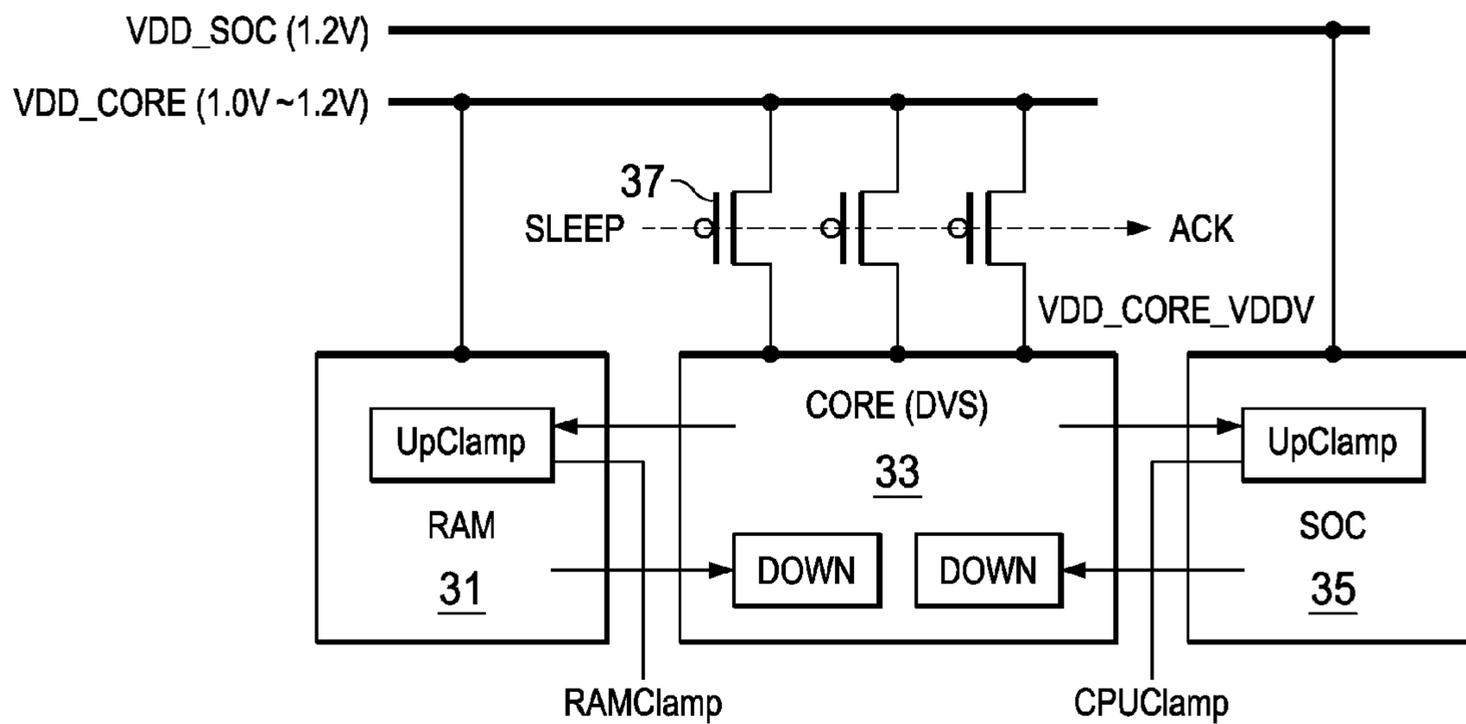 VDD_SOC (1.2V)
VDD_CORE (1.0V ~1.2V)
37
SLEEP
ACK
VDD_CORE_VDDV
CORE (DVS)
UpClamp
UpClamp
33
RAM
SOC
DOWN
DOWN
31
35
RAMClamp
CPUClamp